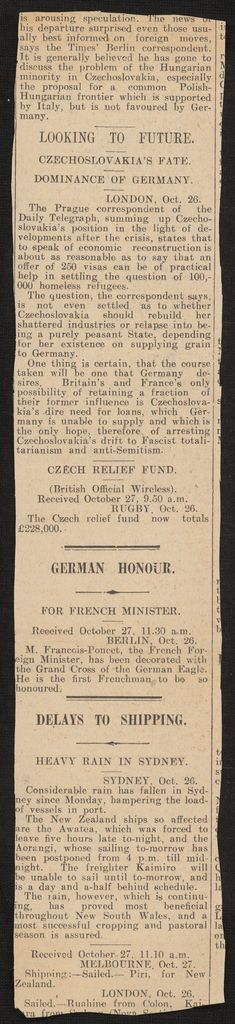 is arousing speculation. The news of
his departure surprised even those usu-
ally best informed on foreign moves,
says the Times' Berlin correspondent.
It is generally believed he has gone to
discuss the problem of the Hungarian
minority in Czechoslovakia, especially
the proposal for a common Polish-
Hungarian frontier which is supported
by Italy, but is not favoured by Ger-
many.
LOOKING TO FUTURE.
CZECHOSLOVAKIA'S FATE.
DOMINANCE OF GERMANY.
LONDON, Oct. 26.
The Prague correspondent of the
Daily Telegraph, summing up Czecho-
slovakia's position in the light of de-
velopments after the crisis, states that
to speak of economic reconstruction is
about as reasonable as to say that an
offer of 250 visas can be of practical
help in settling the question of 100,-
000 homeless refugees.
The question, the correspondent says,
is not even settled as to whether
Czechoslovakia should rebuild her
shattered industries or relapse into be-
ing a purely peasant State, depending
for her existence on supplying grain
to Germany.
One thing is certain, that the course
taken will be one that Germany de-
sires. Britain's and France's only
possibility of retaining a fraction of
their former influence is Czechoslova-
kia's dire need for loans, which Ger-
many is unable to supply and which is
the only hope, therefore, of arresting
Czechoslovakia's drift to Fascist totali-
tarianism and anti-Semitism.
CZECH RELIEF FUND.
(British Official Wireless).
Received October 27, 9.50 a.m.
RUGBY, Oct. 26.
The Czech relief fund now totals
£228,000.
GERMAN HONOUR.
FOR FRENCH MINISTER.
Received October 27, 11.30 a.m.
BERLIN, Oct. 26.
M. Francois-Poncet, the French For-
eign Minister, has been decorated with
the Grand Cross of the German Eagle.
He is the first Frenchman to be so
honoured.
DELAYS TO SHIPPING.
HEAVY RAIN IN SYDNEY.
SYDNEY, Oct. 26.
Considerable rain has fallen in Syd-
ney since Monday, hampering the load-
of vessels in port.
The New Zealand ships so affected
are the Awatea, which was forced to
leave five hours late to-night, and the
Aorangi, whose sailing to-morrow has
been postponed from 4 p.m. till mid-
night. The freighter Kaimiro will
be unable to sail until to-morrow, and
is a day and a-half behind schedule.
The rain, however, which is continu-
ing, has proved most beneficial
throughout New South Wales, and a
most successful cropping and pastoral
season is assured.
Received October 27, 11.10 a.m.
MELBOURNE, Oct. 27.
Shipping:—Sailed.— Piri, for New
Zealand.
LONDON, Oct. 26.
Sailed.—Ruahine from Colon,